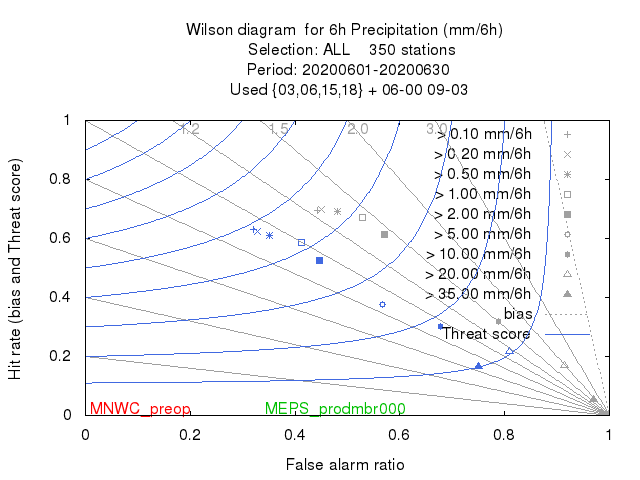 Wilson diagram  for 6h Precipitation (mm/6h)
Selection: ALL    350 stations
Period: 20200601-20200630
Used {03,06,15,18} + 06-00 09-03
1.2 1.5 2.0 3.0
> 0.10 mm/6h
> 0.20 mm/6h
> 0.50 mm/6h
> 1.00 mm/6h
> 2.00 mm/6h
> 5.00 mm/6h
> 10.00 mm/6h
> 20.00 mm/6h
> 35.00 mm/6h
bias
Threat score
1
0.8
0.6
0.4
0.2
0
Hit rate (bias and Threat score)
MNWC_preop MEPS_prodmbr000
0 0.2 0.4 0.6 0.8 1
False alarm ratio